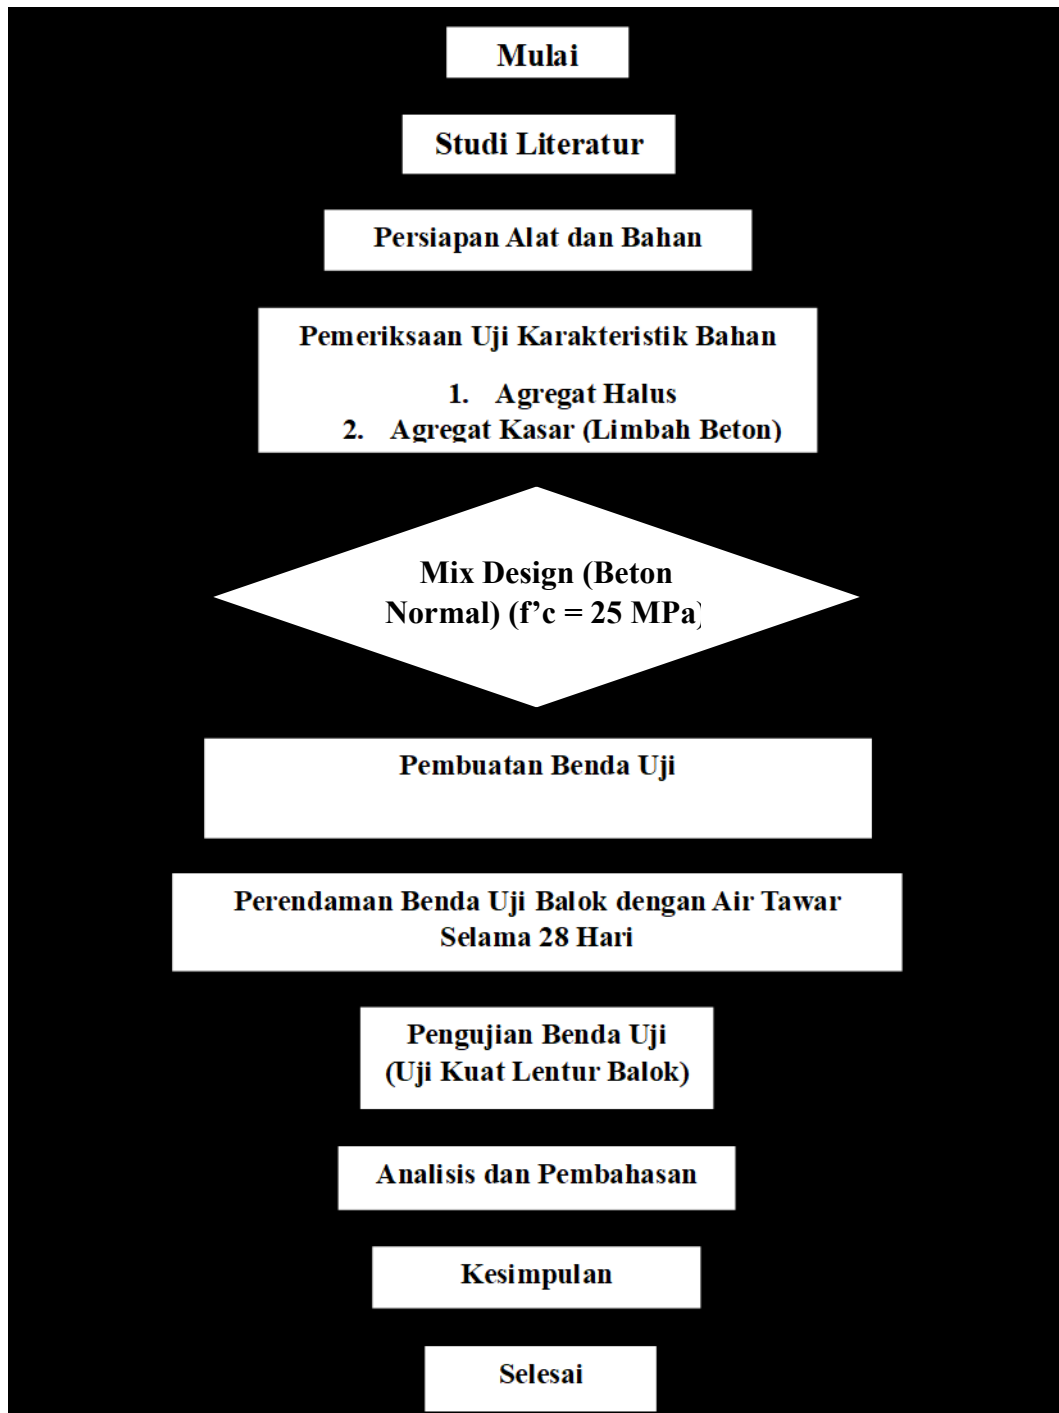 Mulai
Studi Literatur
Persiapan Alat dan Bahan
Pemeriksaan Uji Karakteristik Bahan
1. Agregat Halus
2. Agregat Kasar (Limbah Beton)
Mix Design (Beton
Normal) (f’c = 25 MPa)
Pembuatan Benda Uji
Perendaman Benda Uji Balok dengan Air Tawar
Selama 28 Hari
Pengujian Benda Uji
(Uji Kuat Lentur Balok)
Analisis dan Pembahasan
Kesimpulan
Selesai